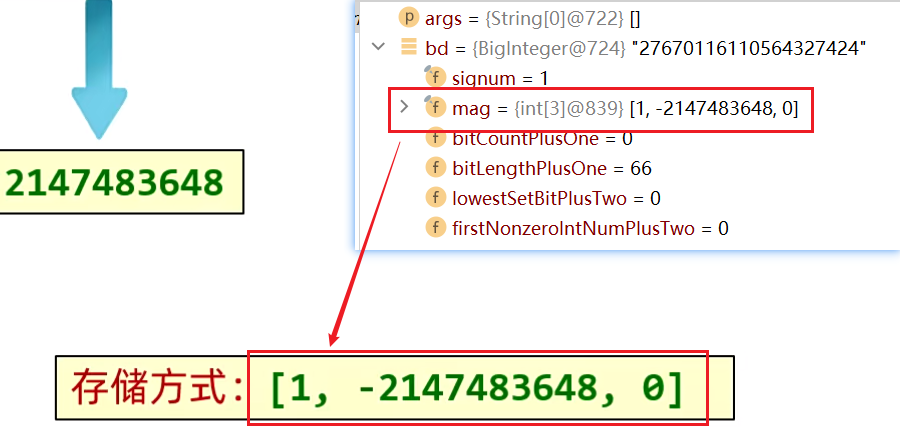 args = {String[0]@722} []
bd = {BigInteger@724} "27670116110564327424"
signum = 1
mag = {int[3]@839} [1, -2147483648, 0]
bitCountPlusOne = 0
bitLengthPlusOne = 66
lowestSetBitPlusTwo = 0
firstNonzeroIntNumPlusTwo = 0
2147483648
存储方式: [1, -2147483648, 0]